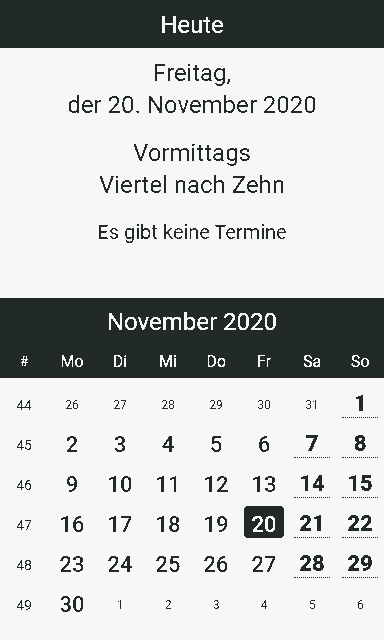 Heute
Freitag,
der 20. November 2020
Vormittags
Viertel nach Zehn
Es gibt keine Termine
November 2020
# Mo Di Mi Do Fr Sa So
44 26 27 28 29 30 31 1
45 2 3 4 5 6 7 8
46 9 10 11 12 13 14 15
47 16 17 18 19 20 21 22
48 23 24 25 26 27 28 29
49 30 1 2 3 4 5 6